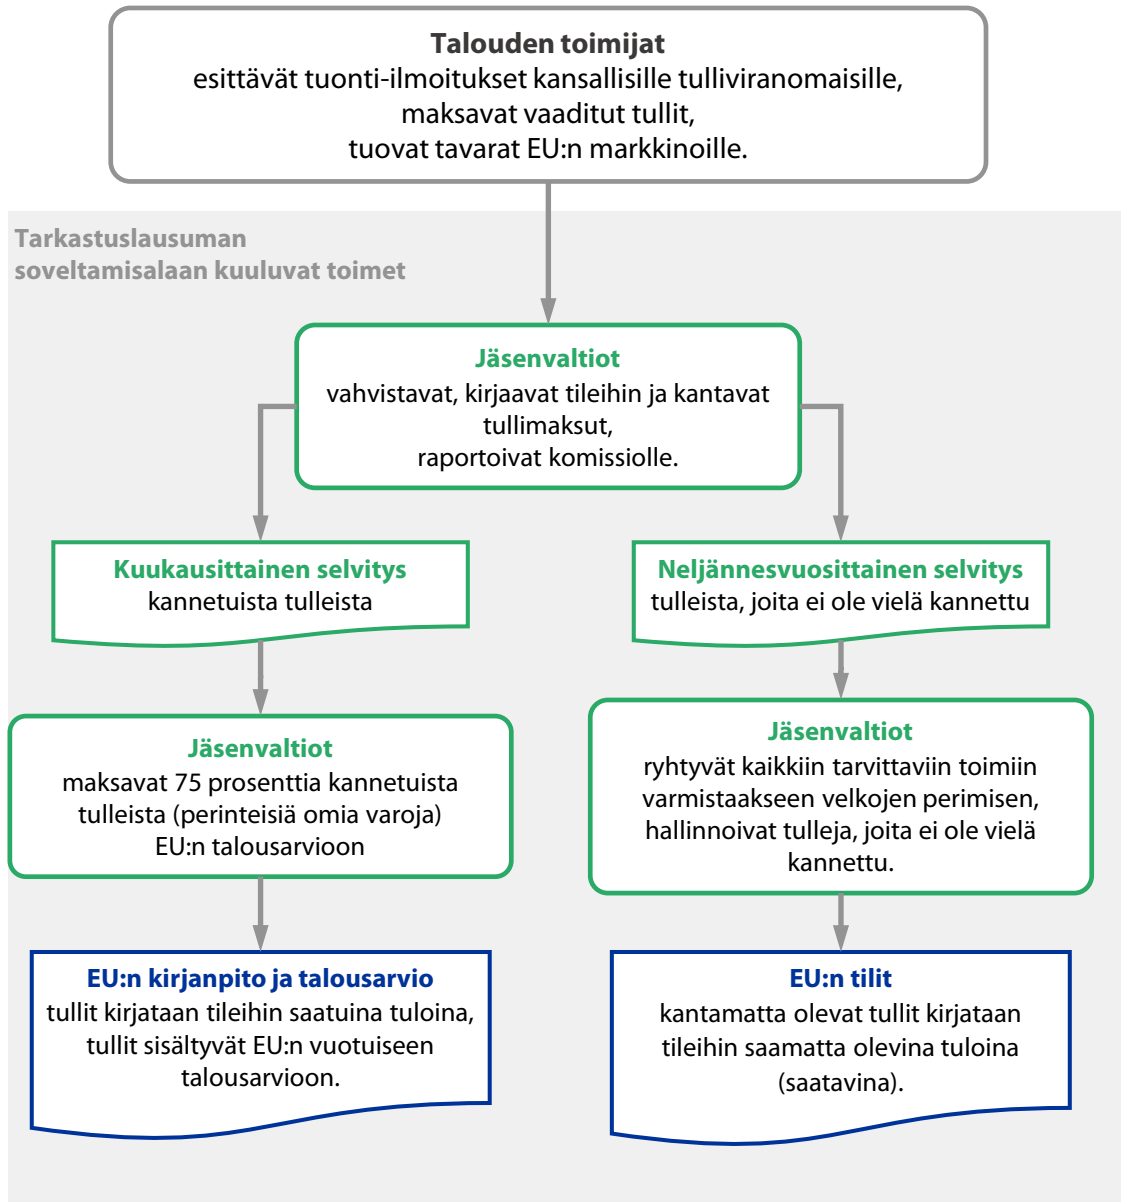 Talouden toimijat
esittävät tuonti-ilmoitukset kansallisille tulliviranomaisille,
maksavat vaaditut tullit,
tuovat tavarat EU:n markkinoille.
Tarkastuslausuman
soveltamisalaan kuuluvat toimet
Jäsenvaltiot
vahvistavat, kirjaavat tileihin ja kantavat
tullimaksut,
raportoivat komissiolle.
Kuukausittainen selvitys
kannetuista tulleista
Neljännesvuosittainen selvitys
tulleista, joita ei ole vielä kannettu
Jäsenvaltiot
maksavat 75 prosenttia kannetuista
tulleista (perinteisiä omia varoja)
EU:n talousarvioon
Jäsenvaltiot
ryhtyvät kaikkiin tarvittaviin toimiin
varmistaakseen velkojen perimisen,
hallinnoivat tulleja, joita ei ole vielä
kannettu.
EU:n kirjanpito ja talousarvio
tullit kirjataan tileihin saatuina tuloina,
tullit sisältyvät EU:n vuotuiseen
talousarvioon.
EU:n tilit
kantamatta olevat tullit kirjataan
tileihin saamatta olevina tuloina
(saatavina).